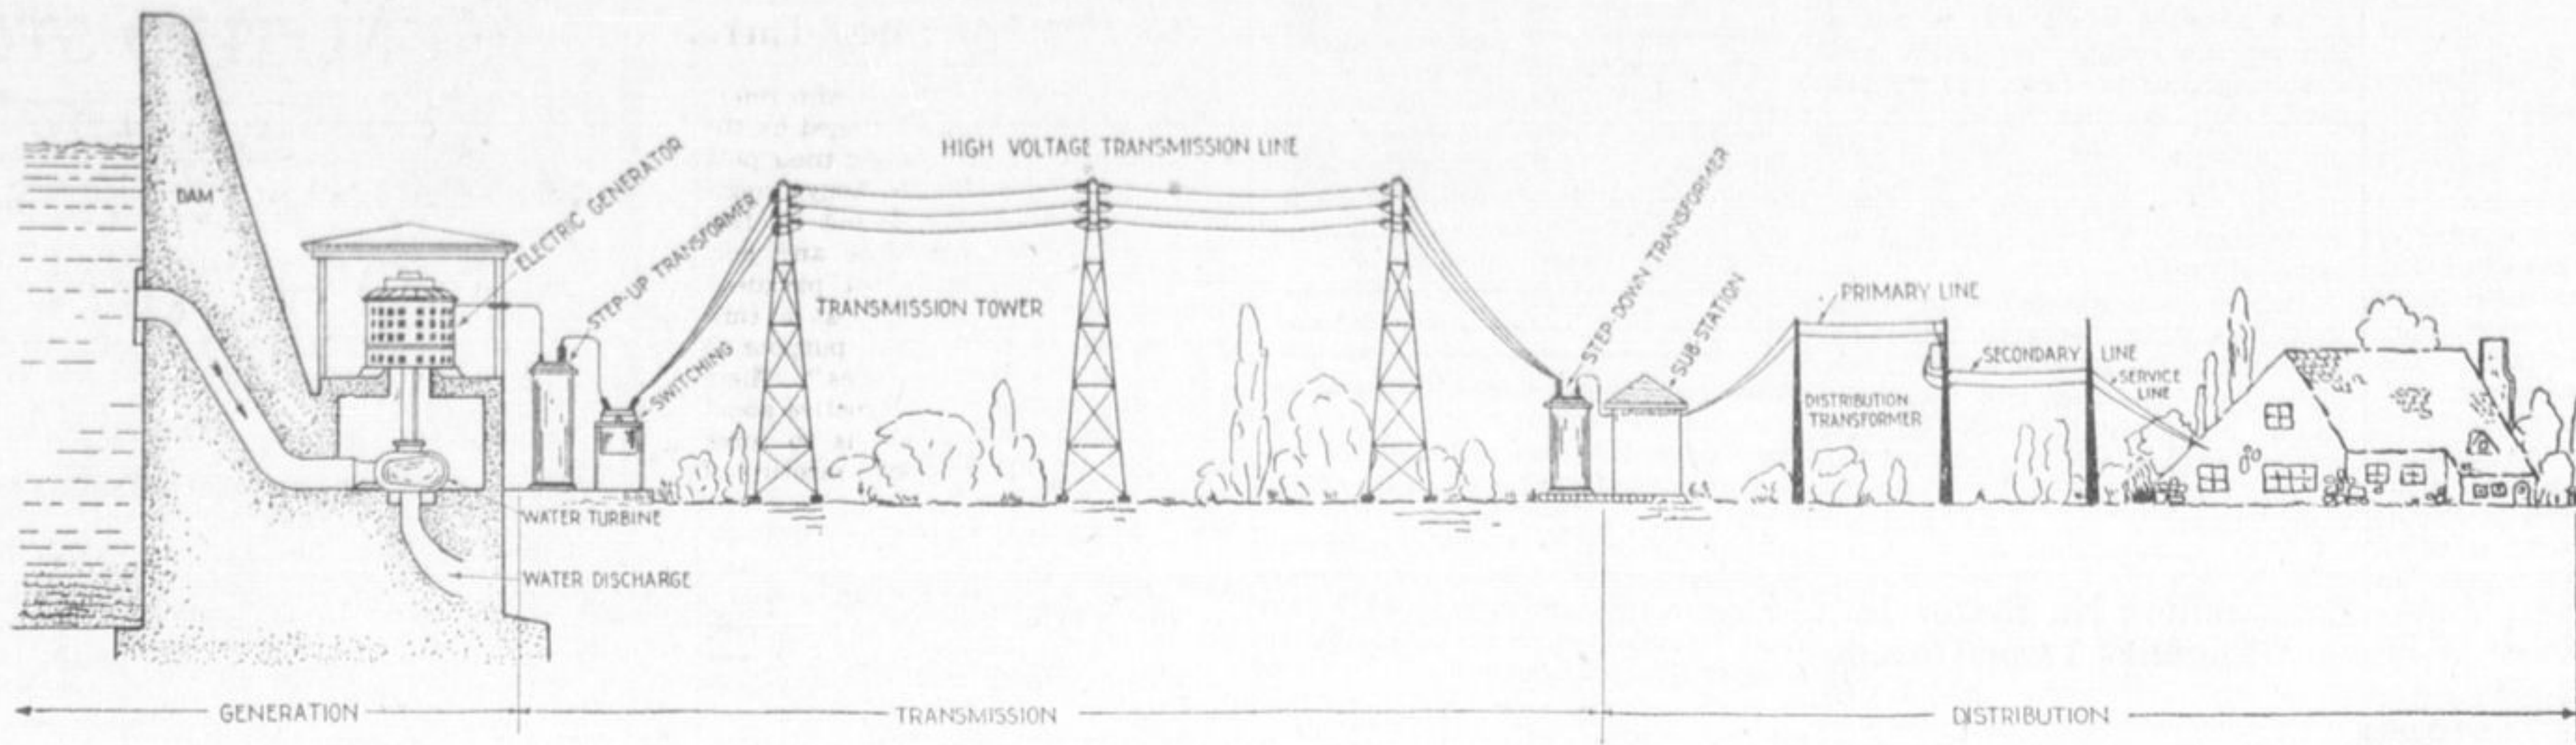 DAM
ELECTRIC GENERATOR
STEP-UP TRANSFORMER
SWITCHING
HIGH VOLTAGE TRANSMISSION LINE
TRANSMISSION TOWER
STEP-DOWN TRANSFORMER
SUB-STATION
PRIMARY LINE
DISTRIBUTION
TRANSFORMER
SECONDARY LINE
SERVICE
LINE
WATER TURBINE
WATER DISCHARGE
GENERATION
TRANSMISSION
DISTRIBUTION